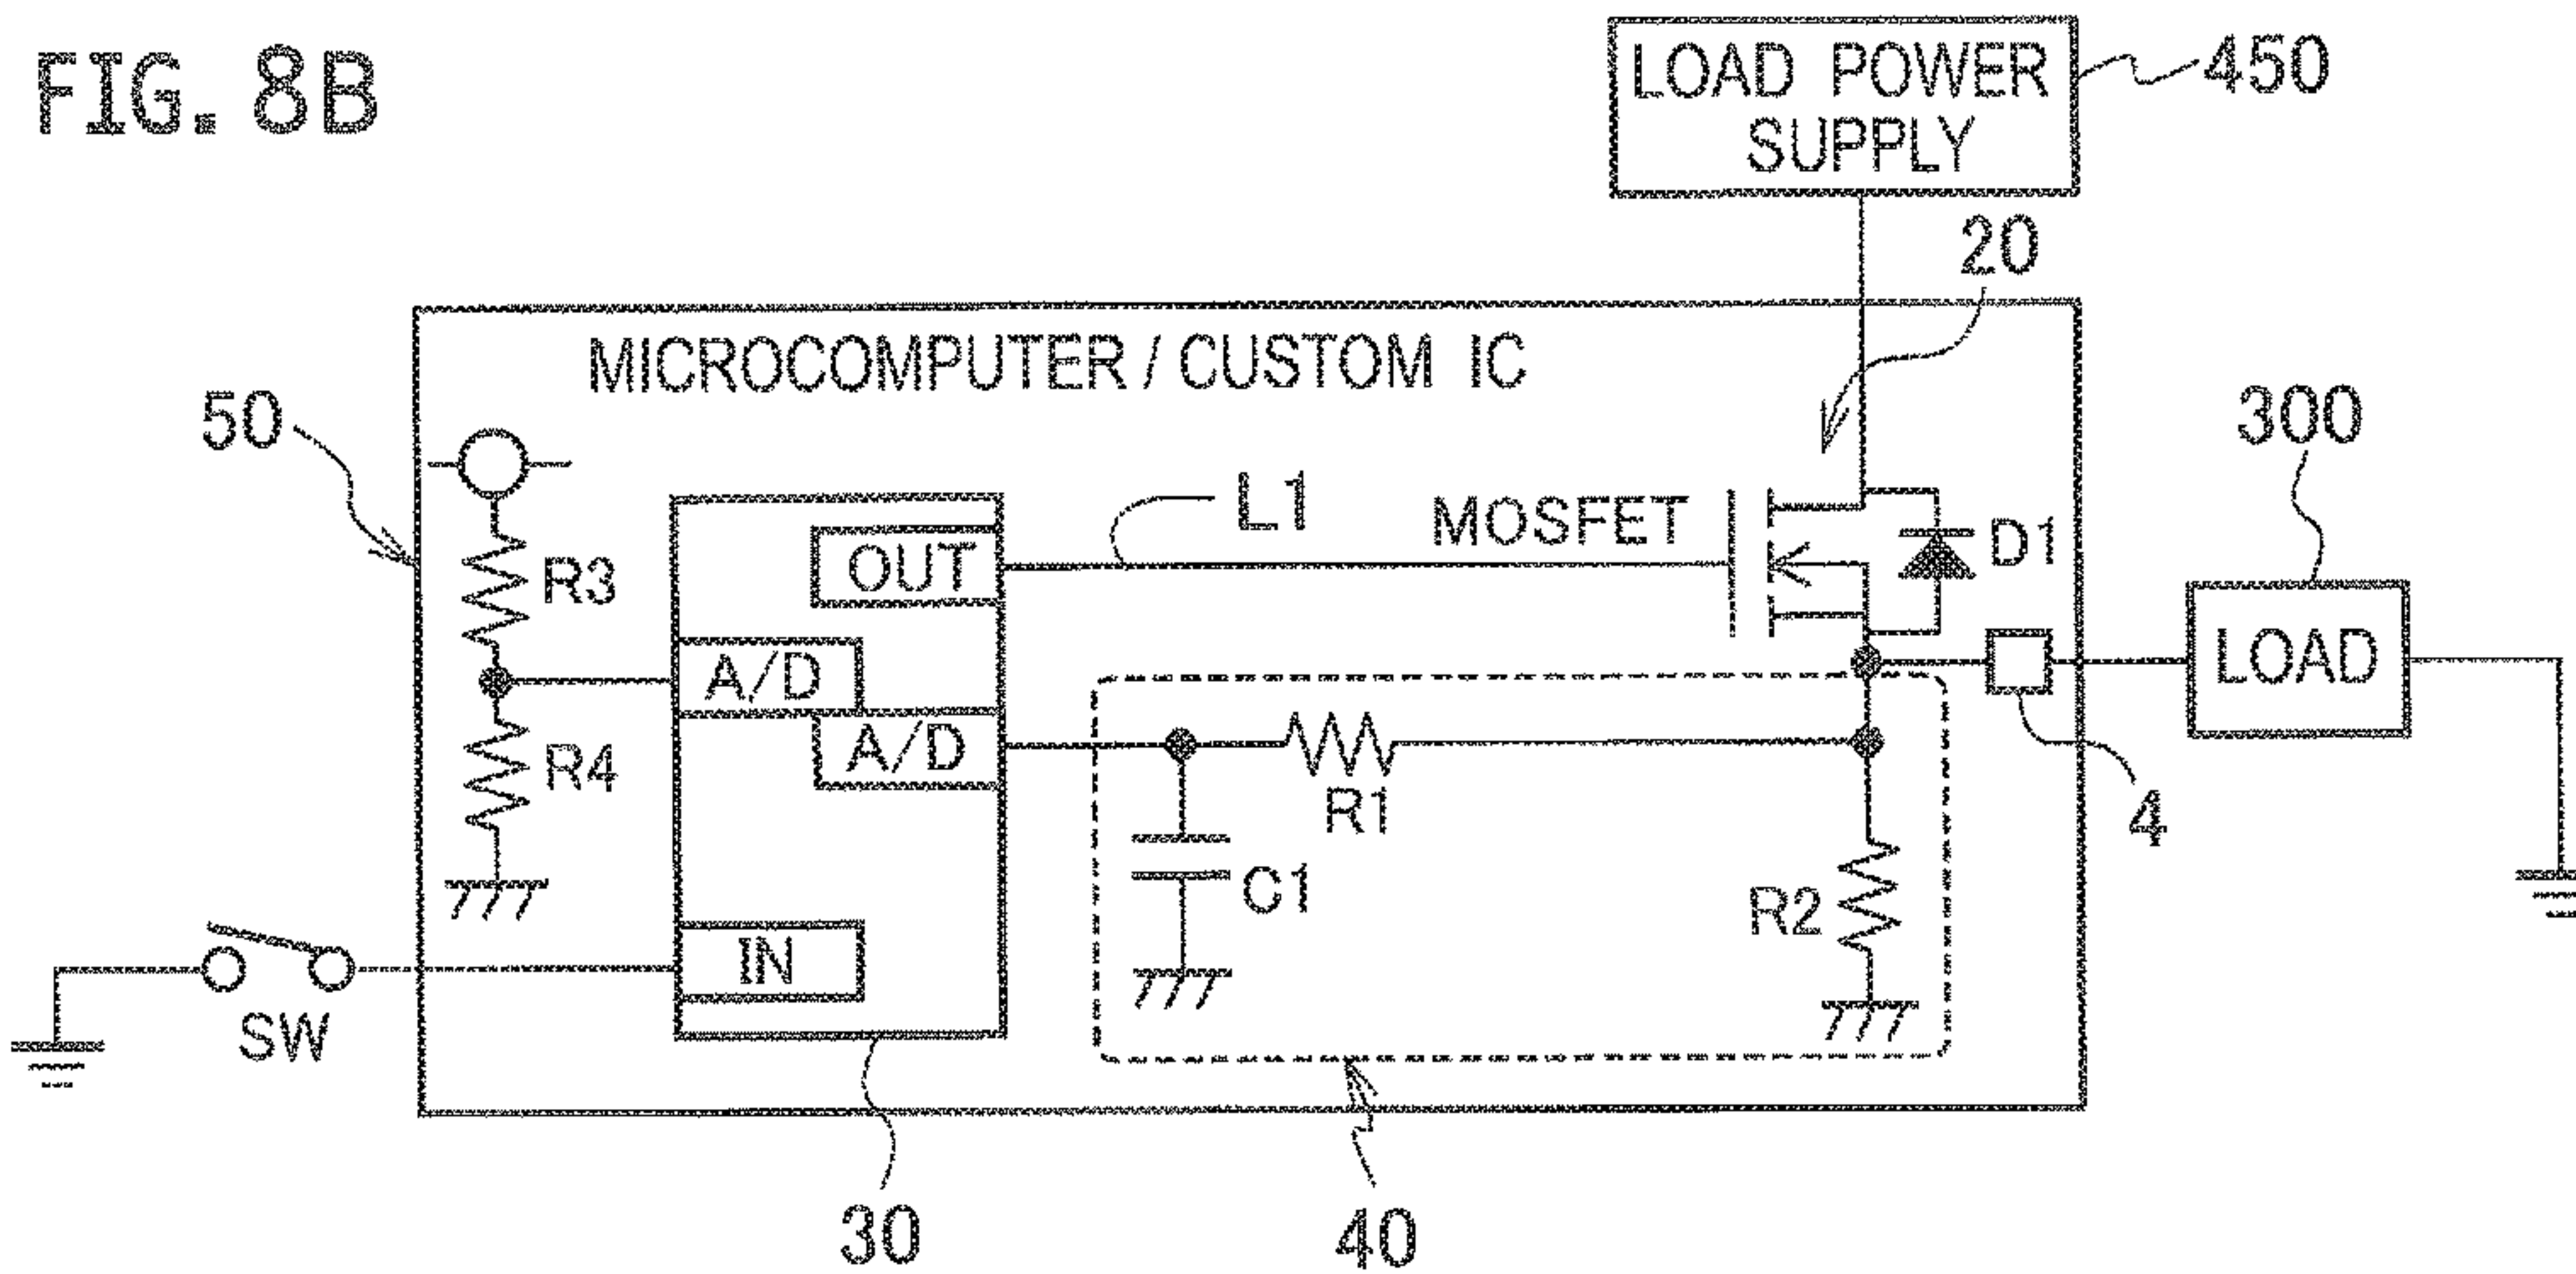 FIG. 8B
LOAD POWER
SUPPLY
450
20
MICROCOMPUTER / CUSTOM IC
50
300
L1
MOSFET
OUT
D1
R3
A/D
LOAD
A/D
R4
R1
4
C1
R2
IN
SW
30
40